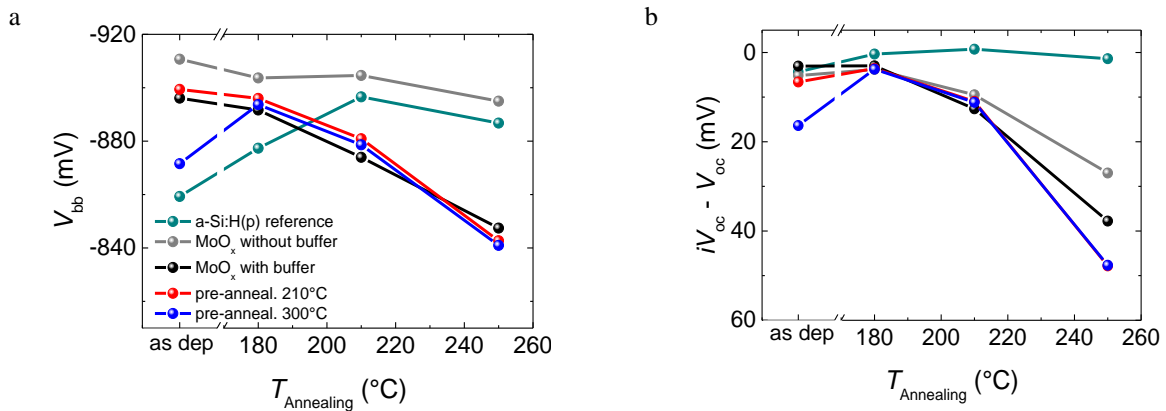 a
-920
-880
-840
V_bb (mV)
a-Si:H(p) reference
MoO_x without buffer
MoO_x with buffer
pre-anneal. 210°C
pre-anneal. 300°C
as dep 180 200 220 240 260
T_Annealing (°C)
b
0
20
40
60
iV_oc - V_oc (mV)
as dep 180 200 220 240 260
T_Annealing (°C)